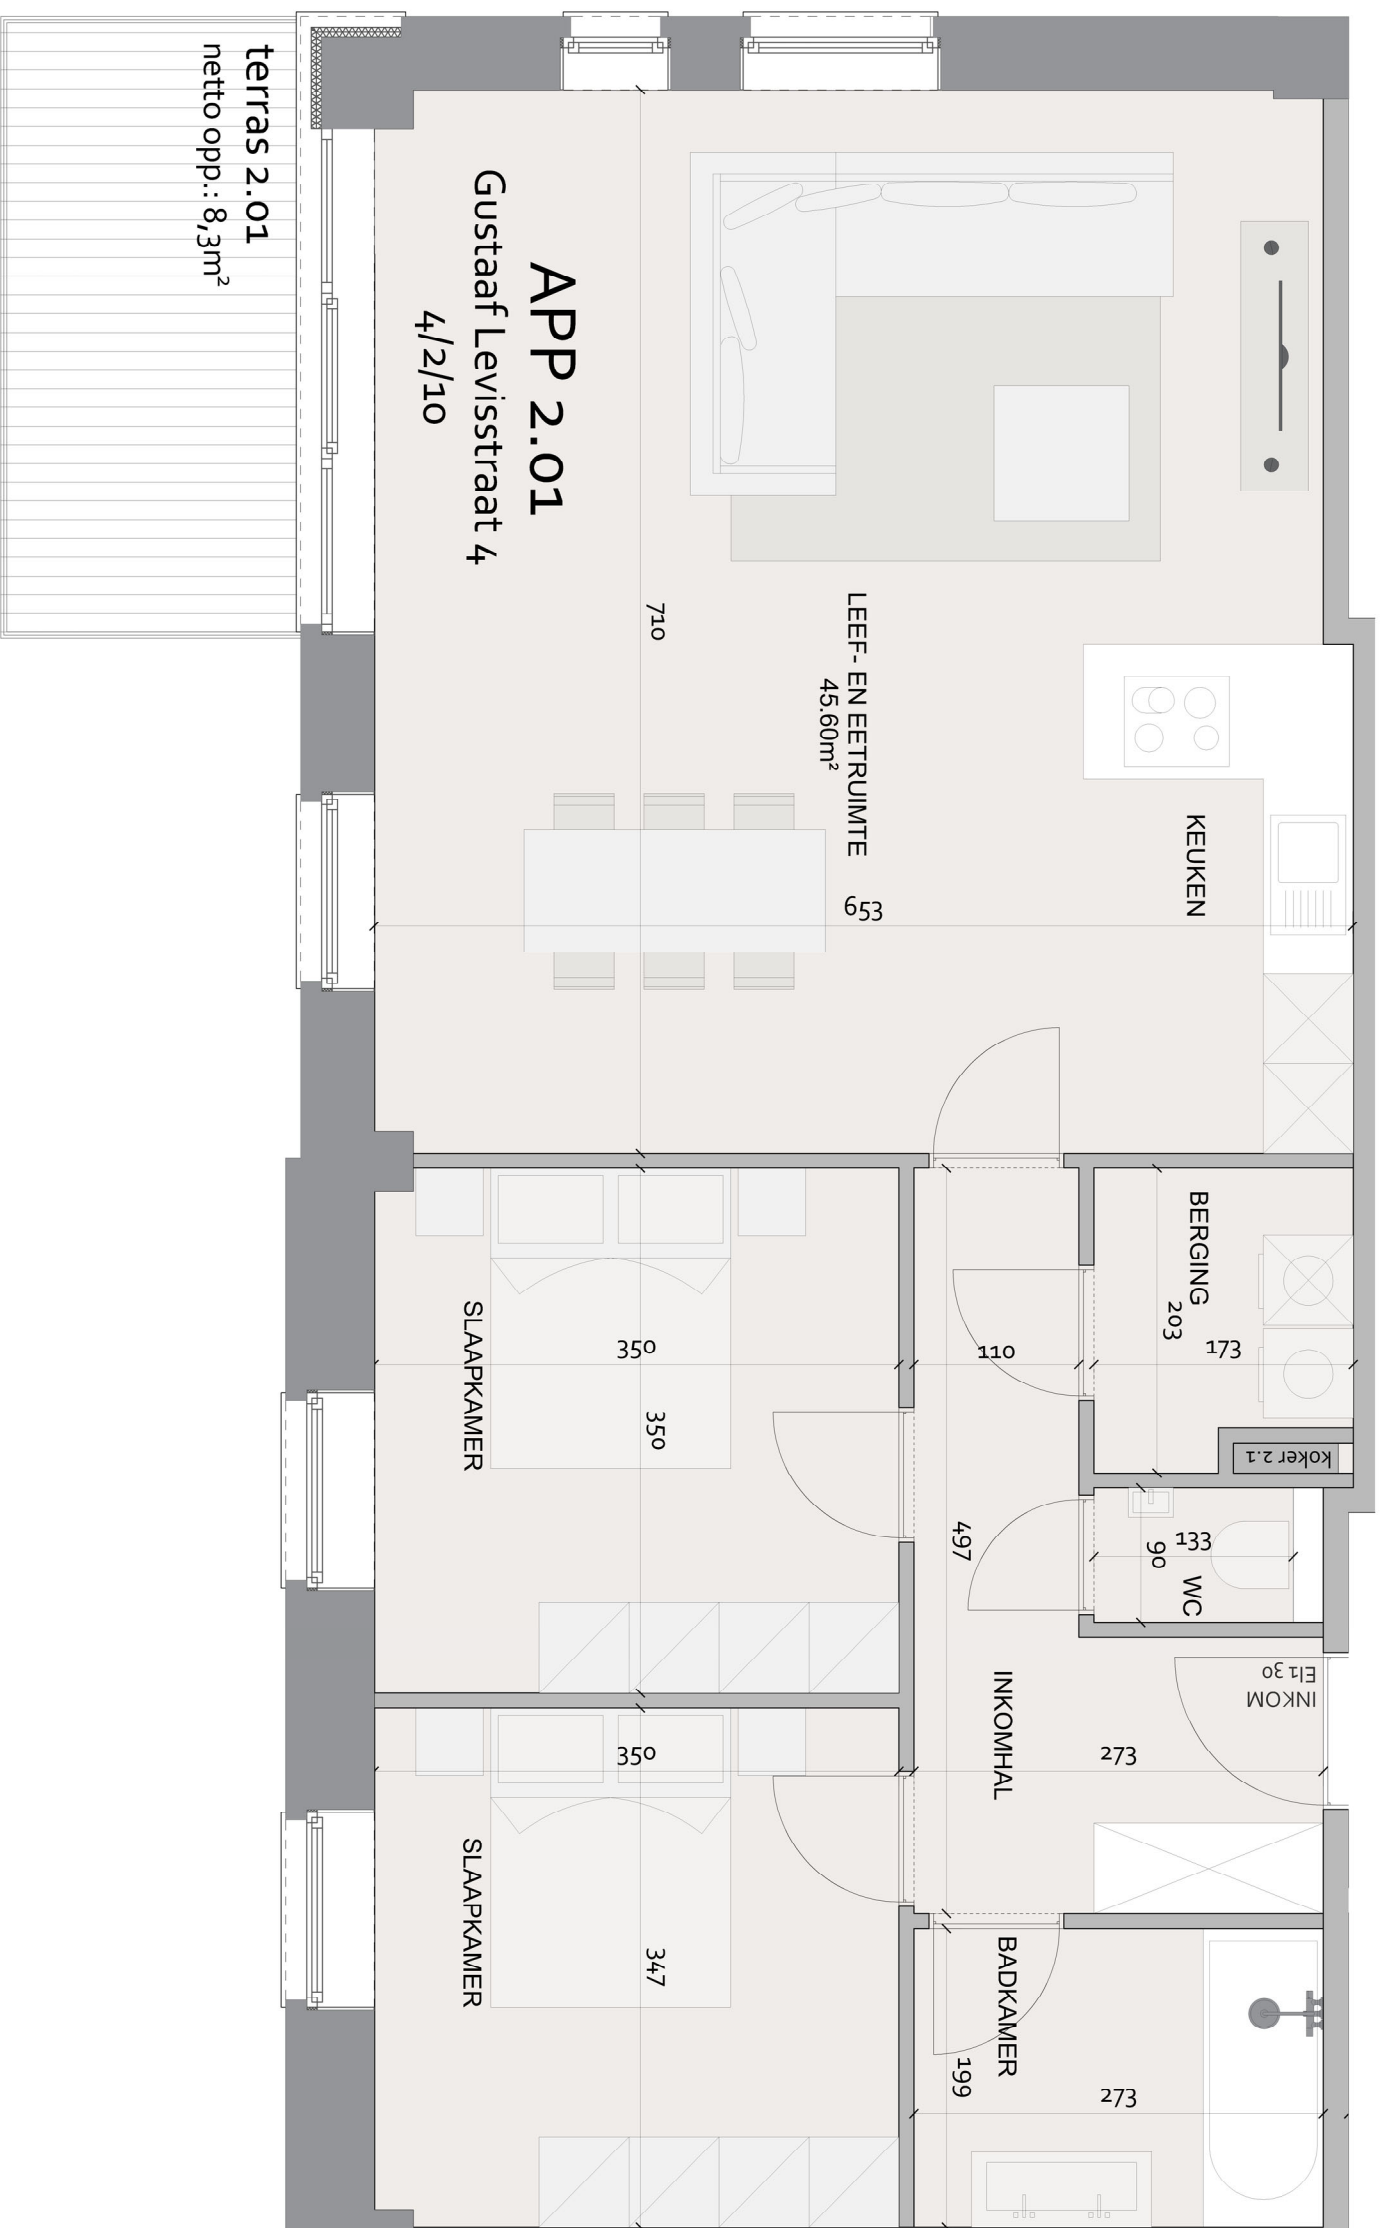 terras 2.01
netto opp.: 8,3m²
APP 2.01
Gustaaf Levisstraat 4
4/2/10
710
LEEF- EN EETRUIMTE
45.60m²
KEUKEN
653
BERGING
203
173
110
SLAAPKAMER
350
350
koker 2.1
497
133
90
WC
INKOM
EI1 30
INKOMHAL
273
350
SLAAPKAMER
347
BADKAMER
199
273